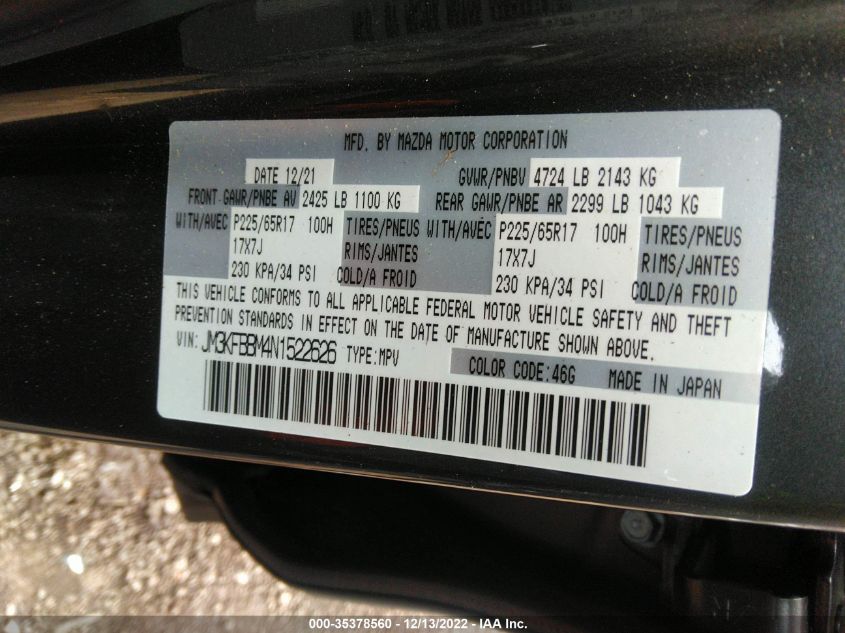 MFD. BY MAZDA MOTOR CORPORATION
DATE 12/21 GVWR/PNBV 4724 LB 2143 KG
FRONT GAWR/PNBE AV 2425 LB 1100 KG REAR GAWR/PNBE AR 2299 LB 1043 KG
WITH/AVEC P225/65R17 100H TIRES/PNEUS WITH/AVEC P225/65R17 100H TIRES/PNEUS
17X7J RIMS/JANTES 17X7J RIMS/JANTES
230 KPA/34 PSI COLD/A FROID 230 KPA/34 PSI COLD/A FROID
THIS VEHICLE CONFORMS TO ALL APPLICABLE FEDERAL MOTOR VEHICLE SAFETY AND THEFT
PREVENTION STANDARDS IN EFFECT ON THE DATE OF MANUFACTURE SHOWN ABOVE.
VIN: JM3KFBBM4N1522626 TYPE:MPV COLOR CODE:46G MADE IN JAPAN
000-35378560 - 12/13/2022 - IAA Inc.